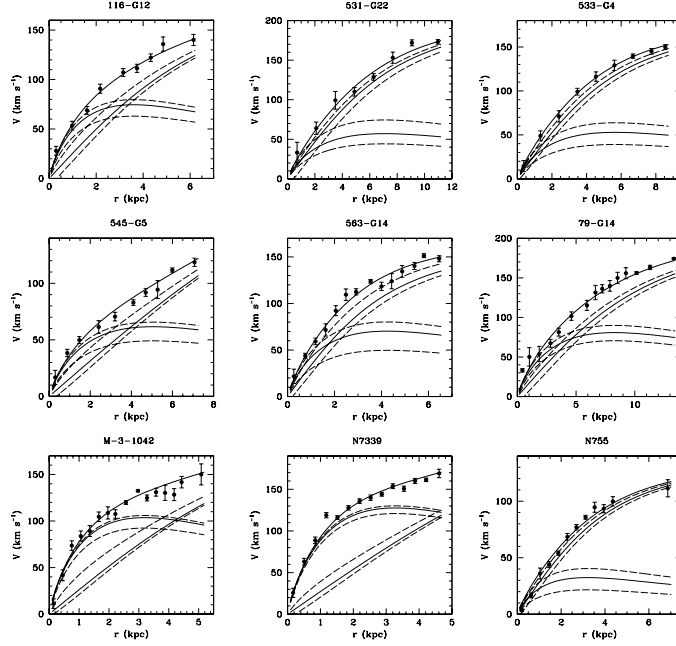 116-G12
V (km s⁻¹)
150
100
50
0
0 2 4 6
r (kpc)
531-G22
V (km s⁻¹)
200
150
100
50
0
0 2 4 6 8 10 12
r (kpc)
533-G4
V (km s⁻¹)
200
150
100
50
0
0 2 4 6 8
r (kpc)
545-G5
V (km s⁻¹)
100
50
0
0 2 4 6 8
r (kpc)
563-G14
V (km s⁻¹)
150
100
50
0
0 2 4 6
r (kpc)
79-G14
V (km s⁻¹)
200
150
100
50
0
0 5 10
r (kpc)
M-3-1042
V (km s⁻¹)
150
100
50
0
0 1 2 3 4 5
r (kpc)
N7339
V (km s⁻¹)
150
100
50
0
0 1 2 3 4 5
r (kpc)
N755
V (km s⁻¹)
100
50
0
0 2 4 6
r (kpc)